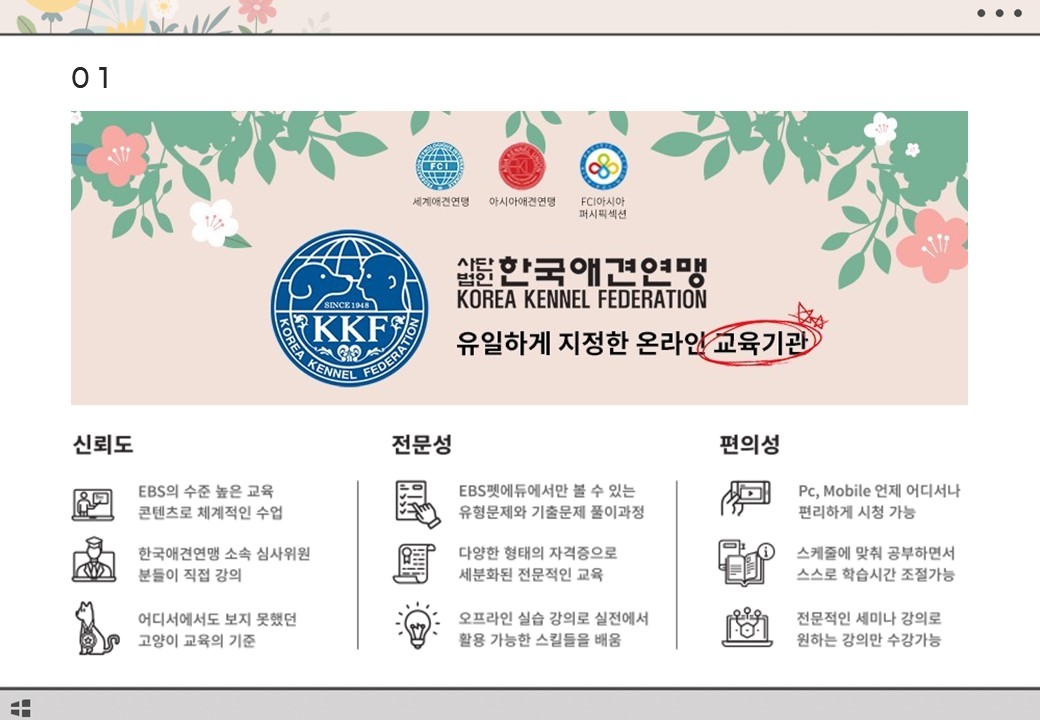 01
FCI
세계애견연맹
아시아애견연맹
FCI아시아
퍼시픽섹션
SINCE 1948
KKF
KOREA KENNEL FEDERATION
사단
법인 한국애견연맹
KOREA KENNEL FEDERATION
유일하게 지정한 온라인 교육기관
신뢰도
EBS의 수준 높은 교육
콘텐츠로 체계적인 수업
한국애견연맹 소속 심사위원
분들이 직접 강의
어디서에서도 보지 못했던
고양이 교육의 기준
전문성
EBS펫에듀에서만 볼 수 있는
유형문제와 기출문제 풀이과정
다양한 형태의 자격증으로
세분화된 전문적인 교육
오프라인 실습 강의로 실전에서
활용 가능한 스킬들을 배움
편의성
Pc, Mobile 언제 어디서나
편리하게 시청 가능
스케줄에 맞춰 공부하면서
스스로 학습시간 조절가능
전문적인 세미나 강의로
원하는 강의만 수강가능